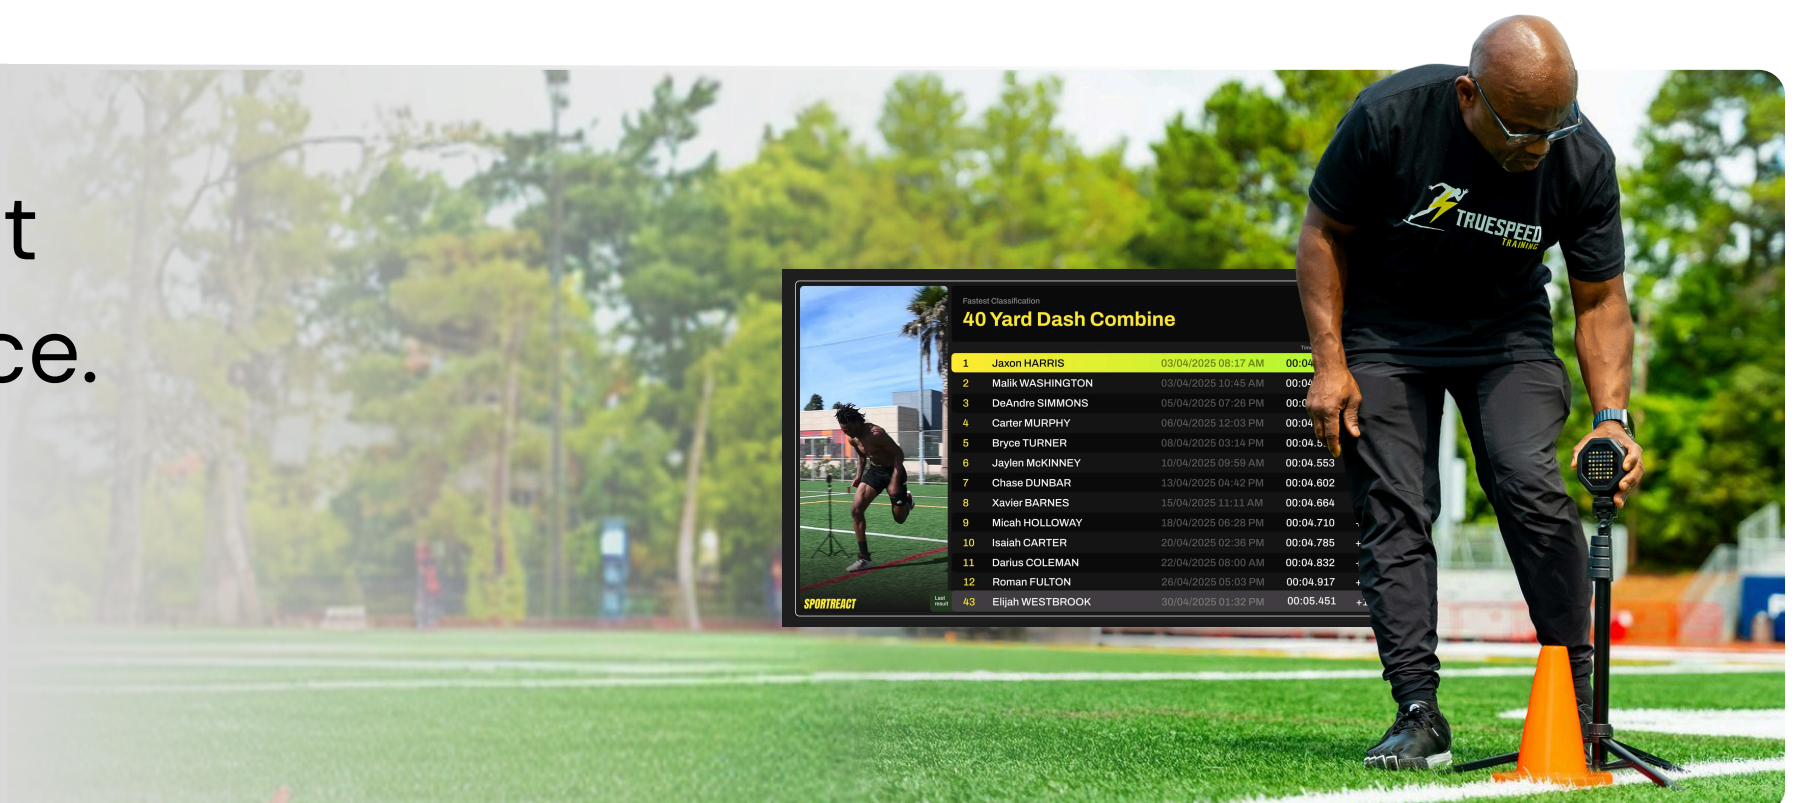 t
ce.
TRUESPEED
TRAINING
Fastest Classification
40 Yard Dash Combine
1 Jaxon HARRIS 03/04/2025 08:17 AM
2 Malik WASHINGTON 03/04/2025 10:45 AM
3 DeAndre SIMMONS 05/04/2025 07:26 PM
4 Carter MURPHY 06/04/2025 12:03 PM
5 Bryce TURNER 08/04/2025 03:14 PM
6 Jaylen McKINNEY 10/04/2025 09:59 AM 00:04.553
7 Chase DUNBAR 13/04/2025 04:42 PM 00:04.602
8 Xavier BARNES 15/04/2025 11:11 AM 00:04.664
9 Micah HOLLOWAY 18/04/2025 06:28 PM 00:04.710
10 Isaiah CARTER 20/04/2025 02:36 PM 00:04.785
11 Darius COLEMAN 22/04/2025 08:00 AM 00:04.832
12 Roman FULTON 26/04/2025 05:03 PM 00:04.917
Last
result
43 Elijah WESTBROOK 30/04/2025 01:32 PM 00:05.451
SPORTREACT